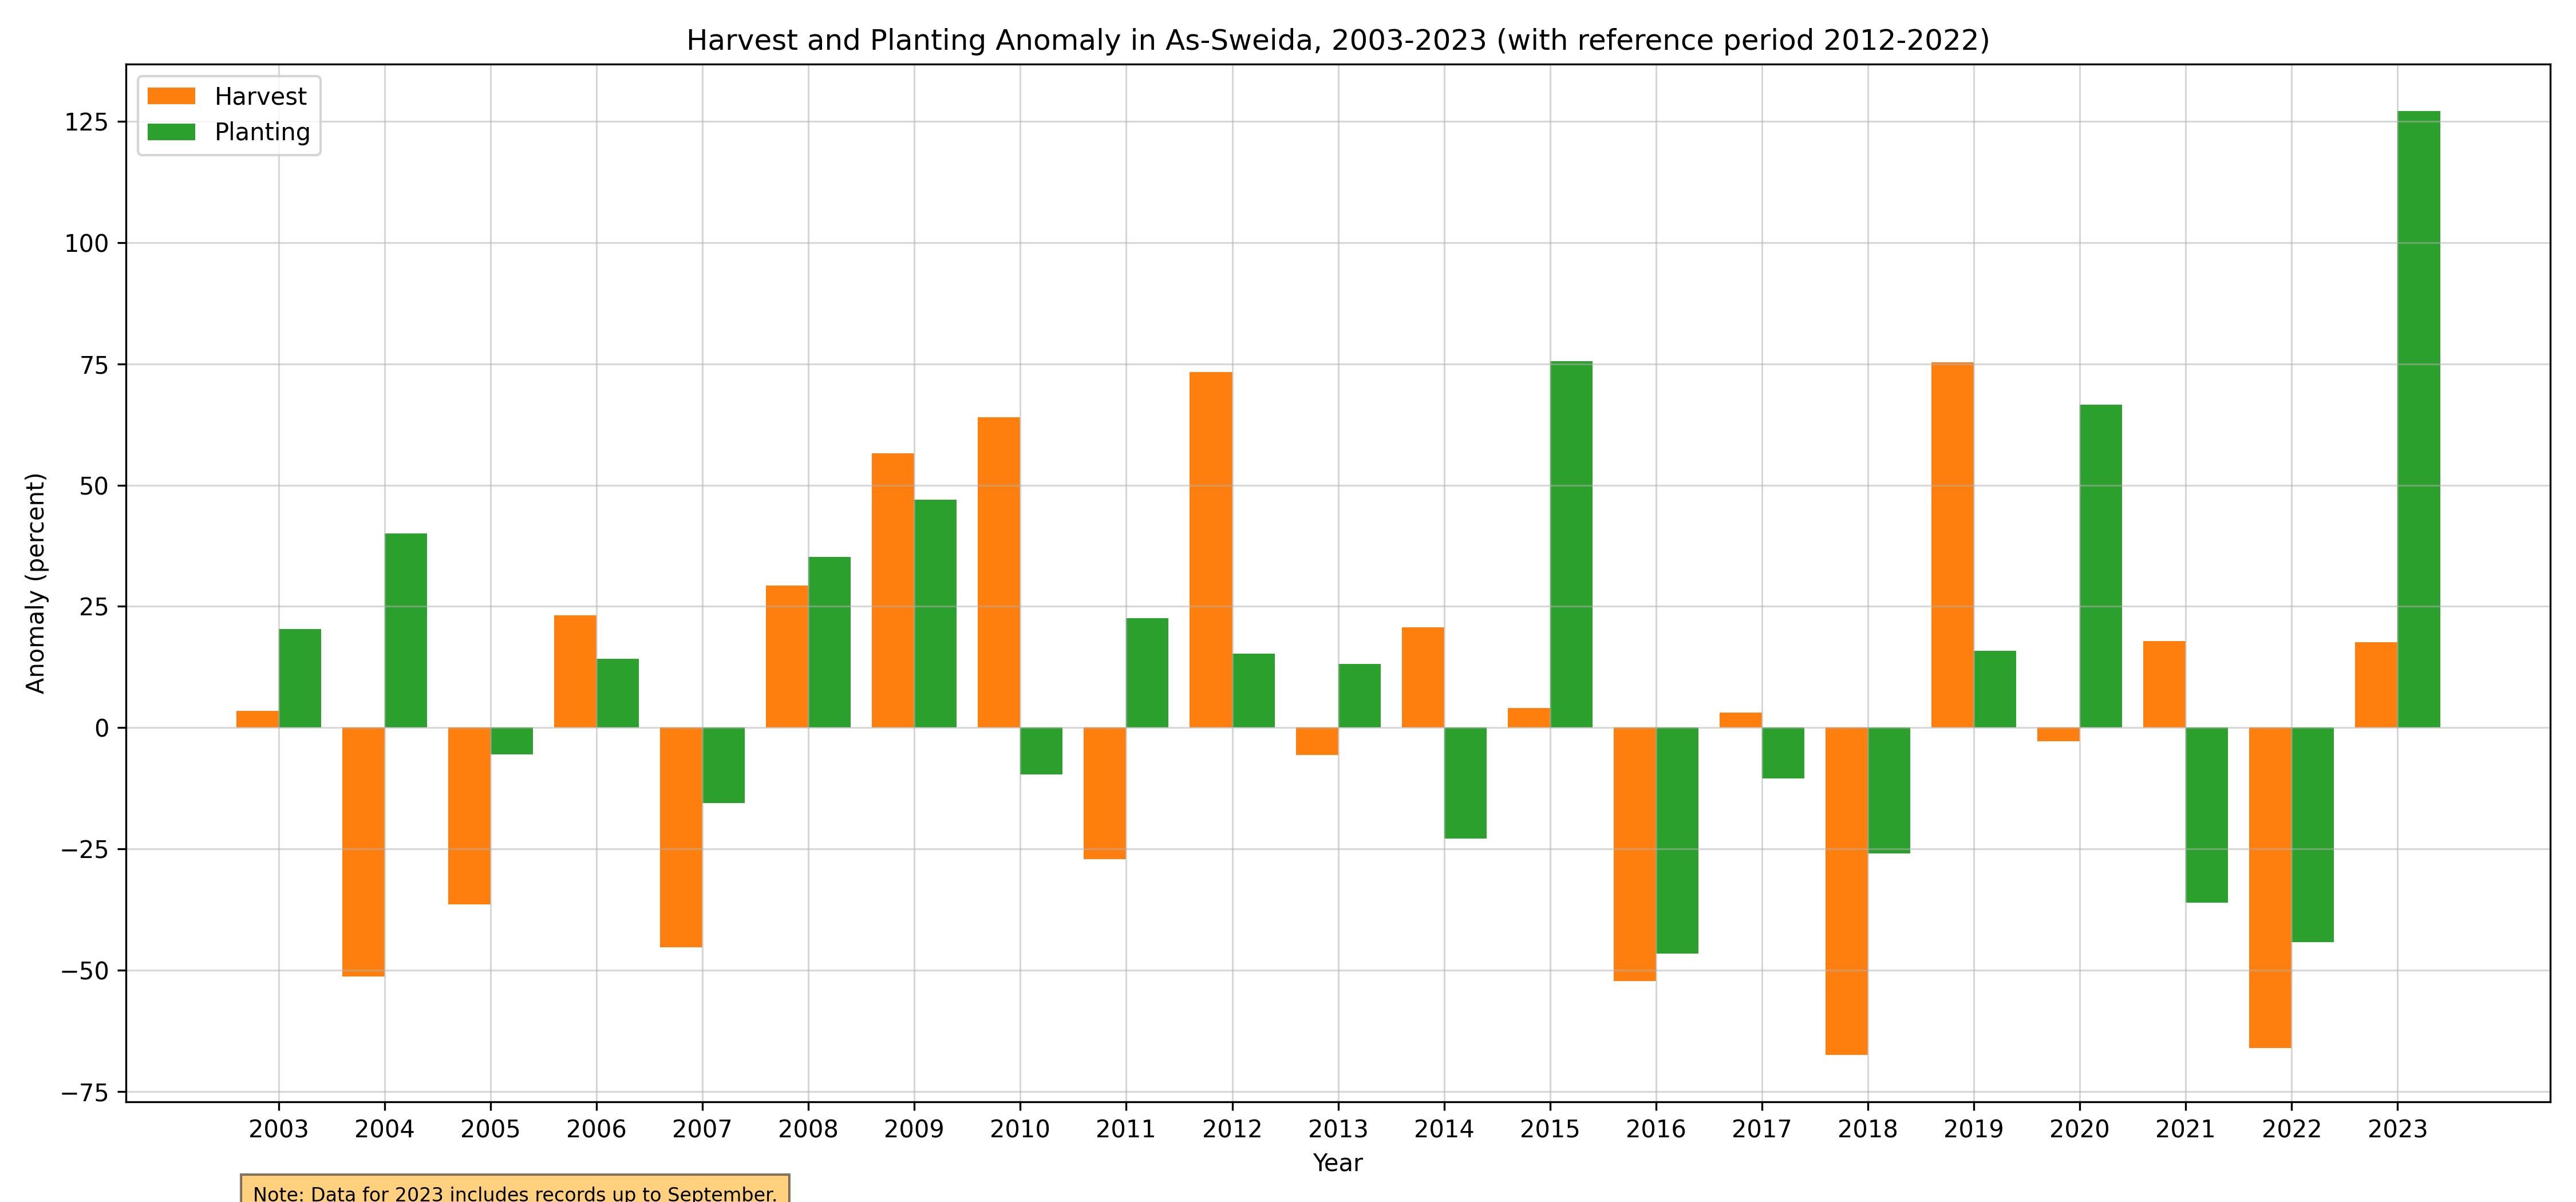 Harvest and Planting Anomaly in As-Sweida, 2003-2023 (with reference period 2012-2022)
Harvest
Planting
Anomaly (percent)
125
100
75
50
25
0
−25
−50
−75
2003 2004 2005 2006 2007 2008 2009 2010 2011 2012 2013 2014 2015 2016 2017 2018 2019 2020 2021 2022 2023
Year
Note: Data for 2023 includes records up to September.